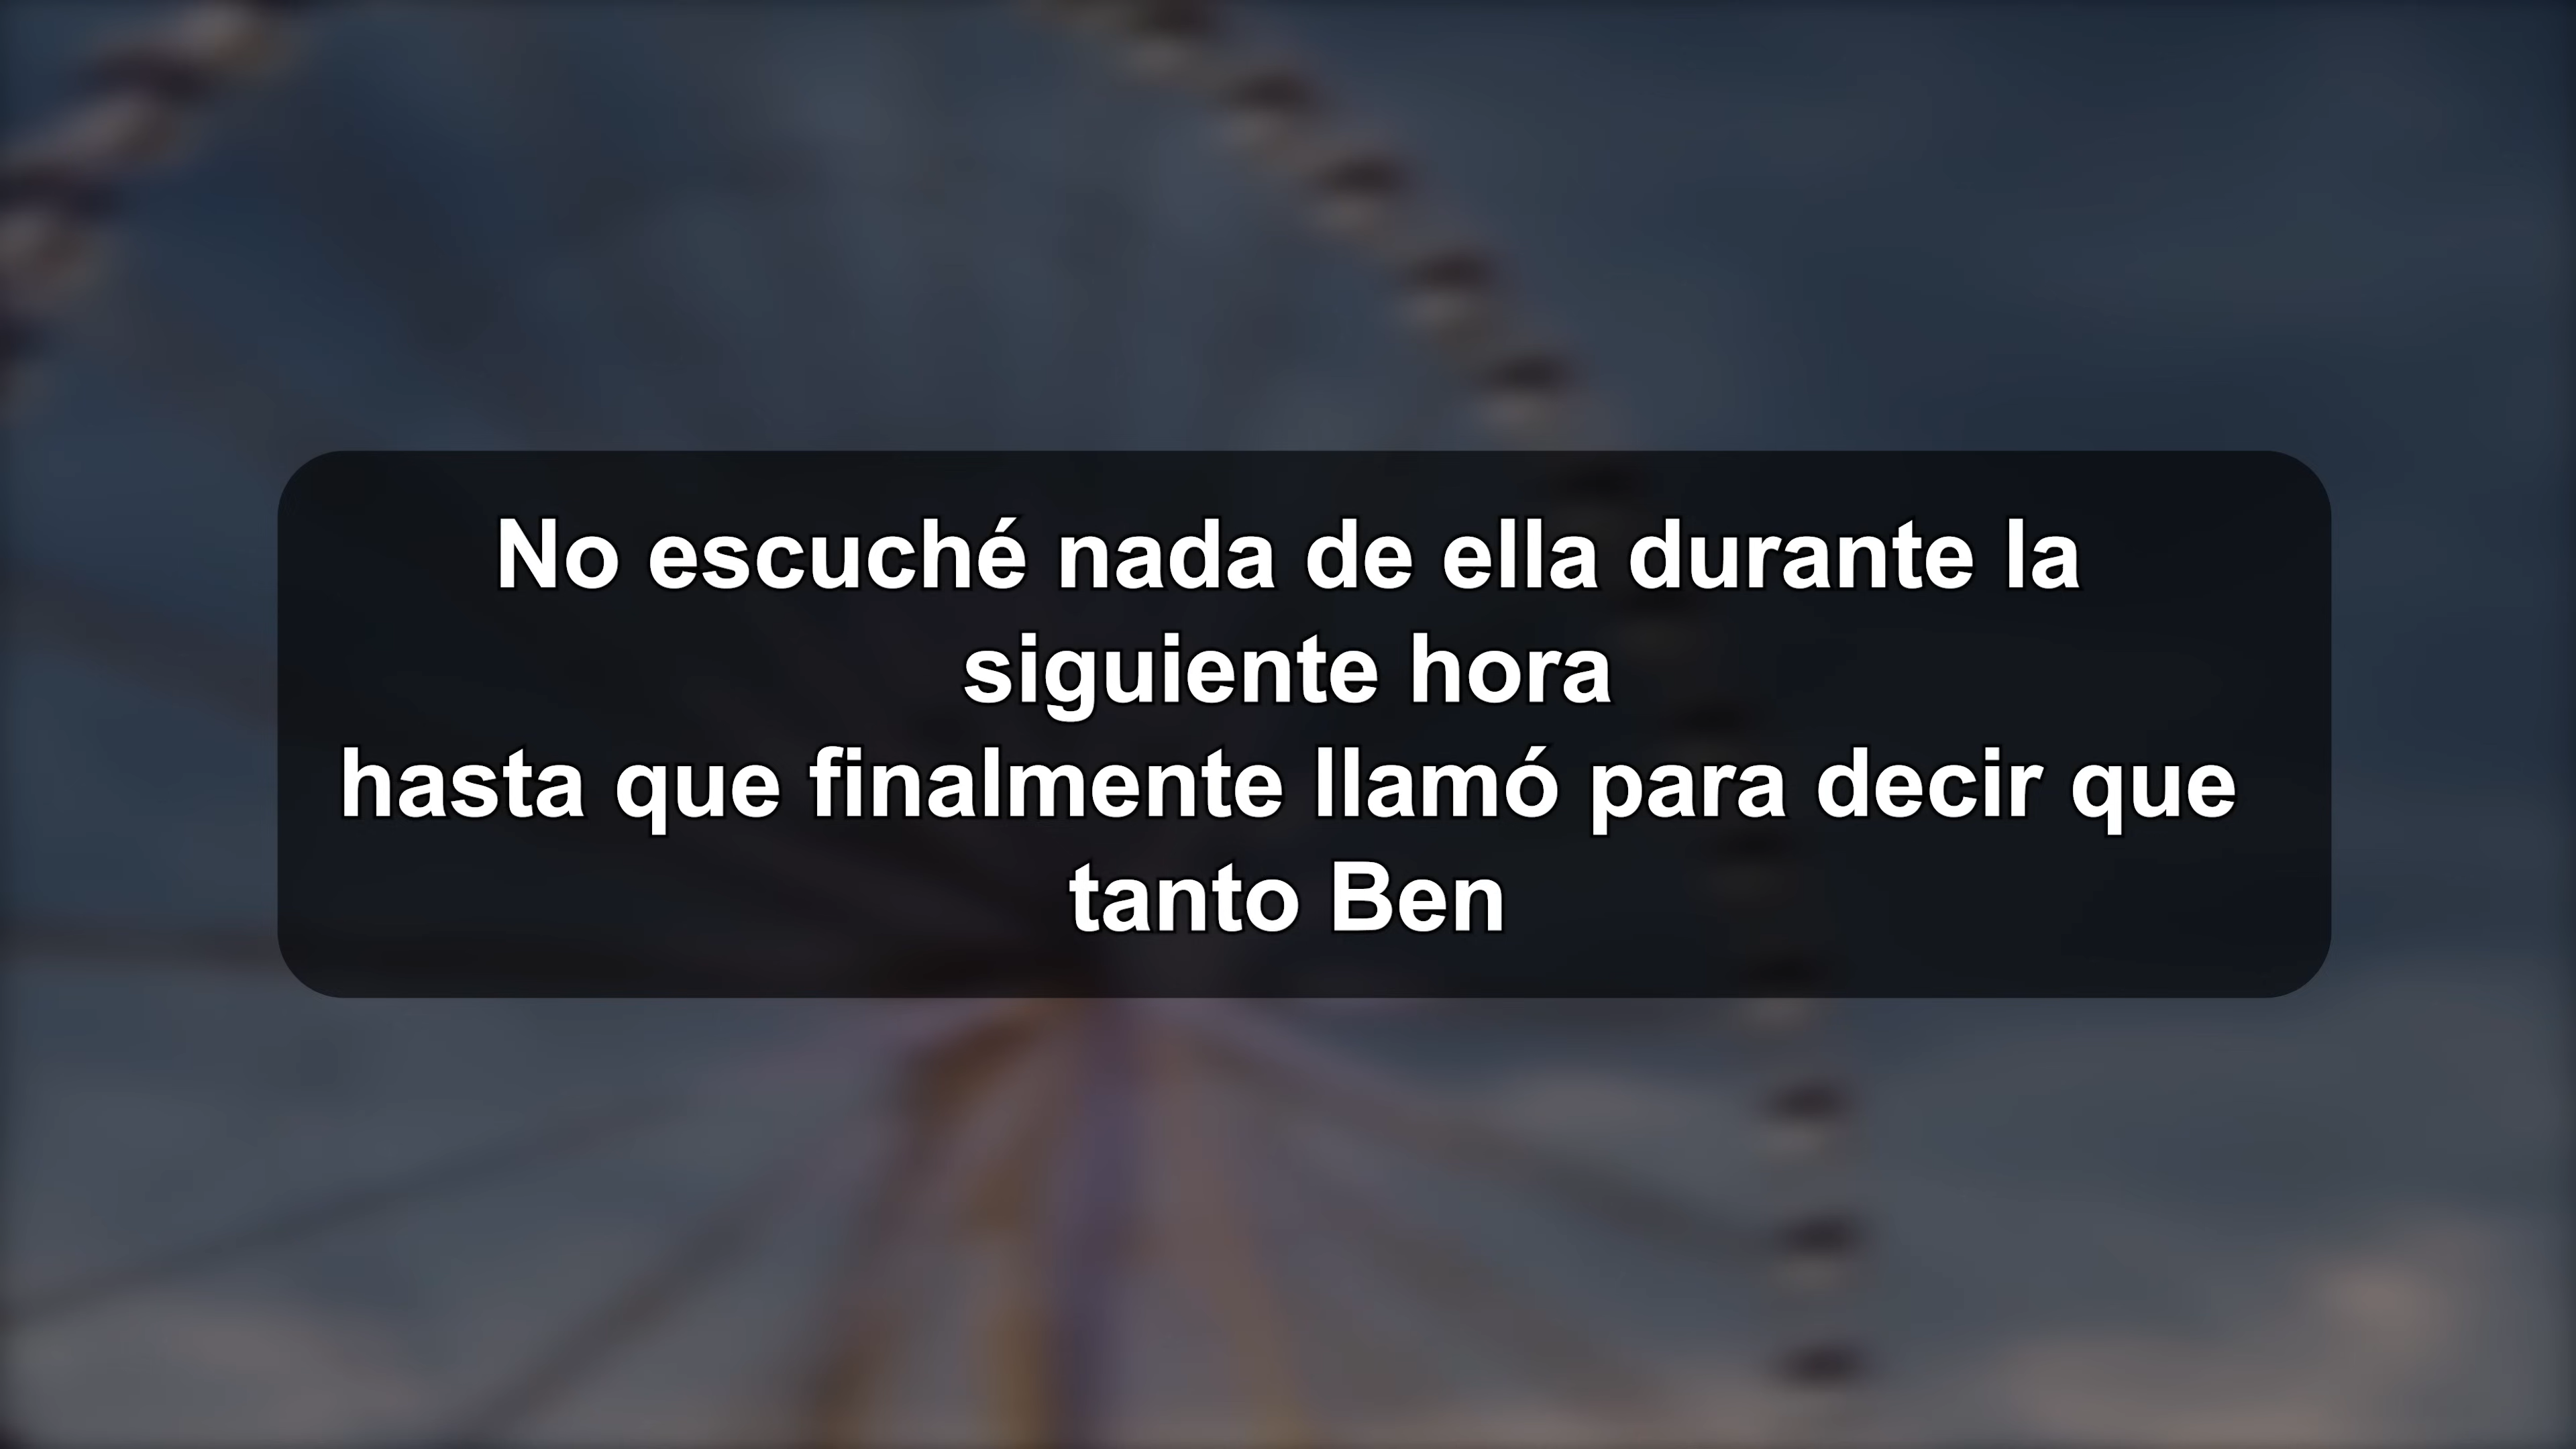 No escuché nada de ella durante la
siguiente hora
hasta que finalmente llamó para decir que
tanto Ben